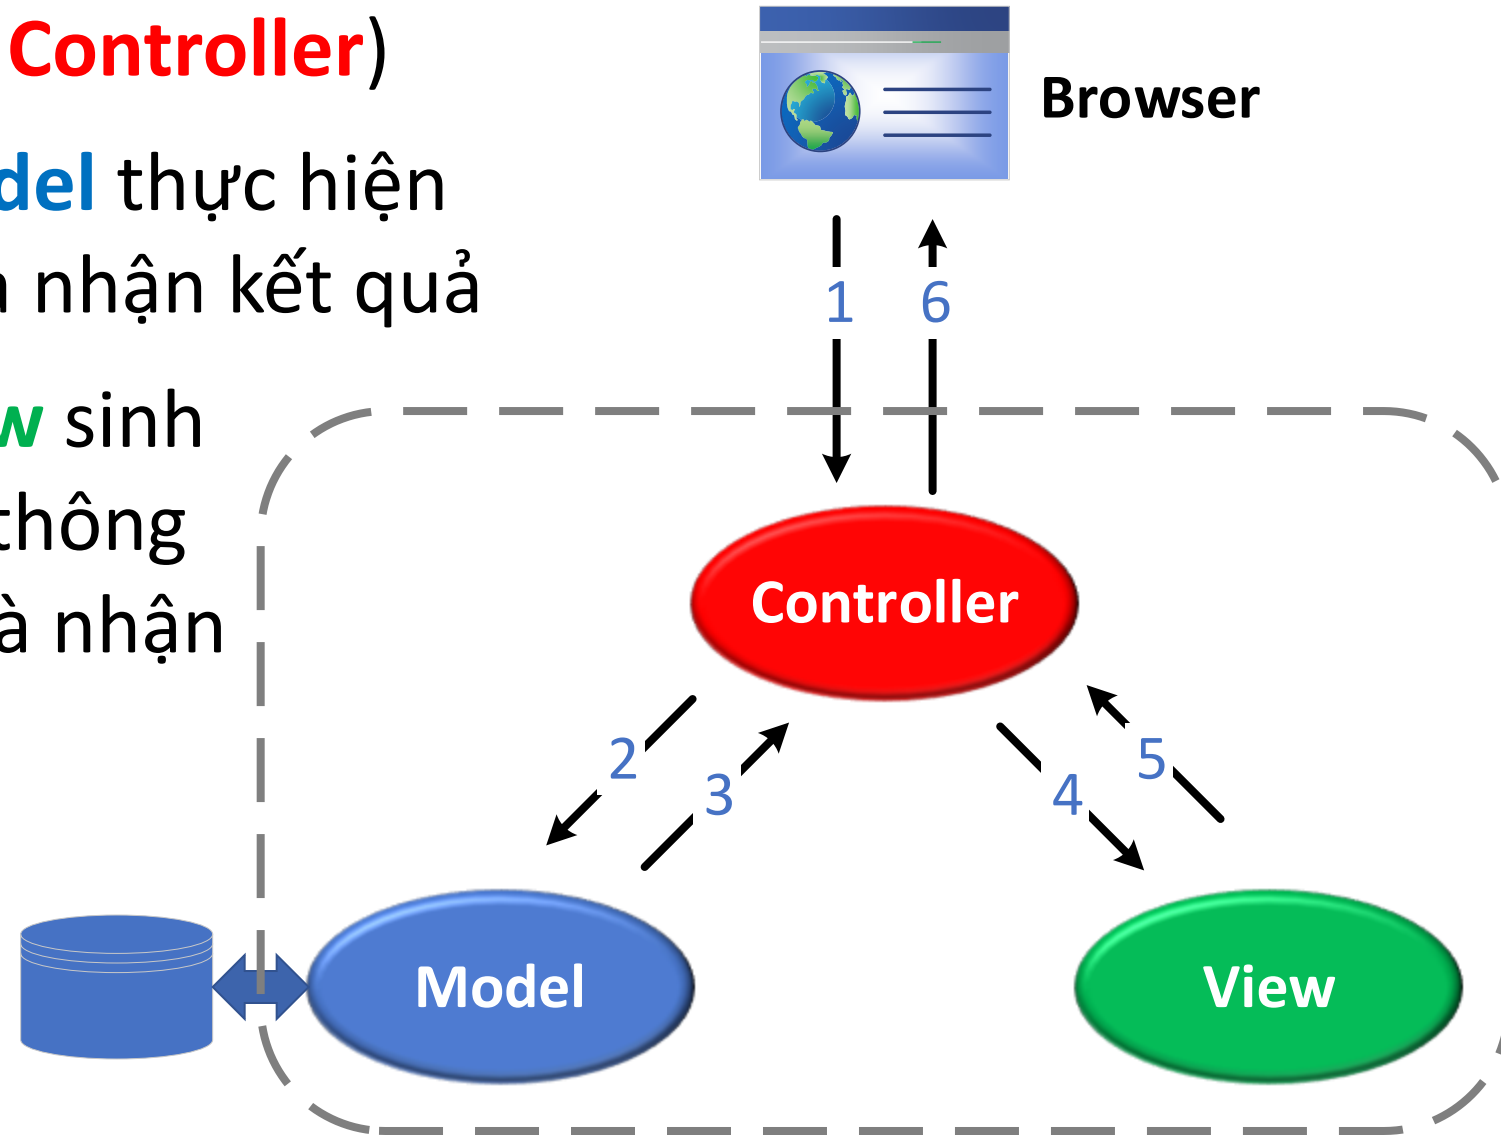 Controller)
del thực hiện
nhận kết quả
w sinh
thông
à nhận
Browser
1
6
Controller
2
3
4
5
Model
View